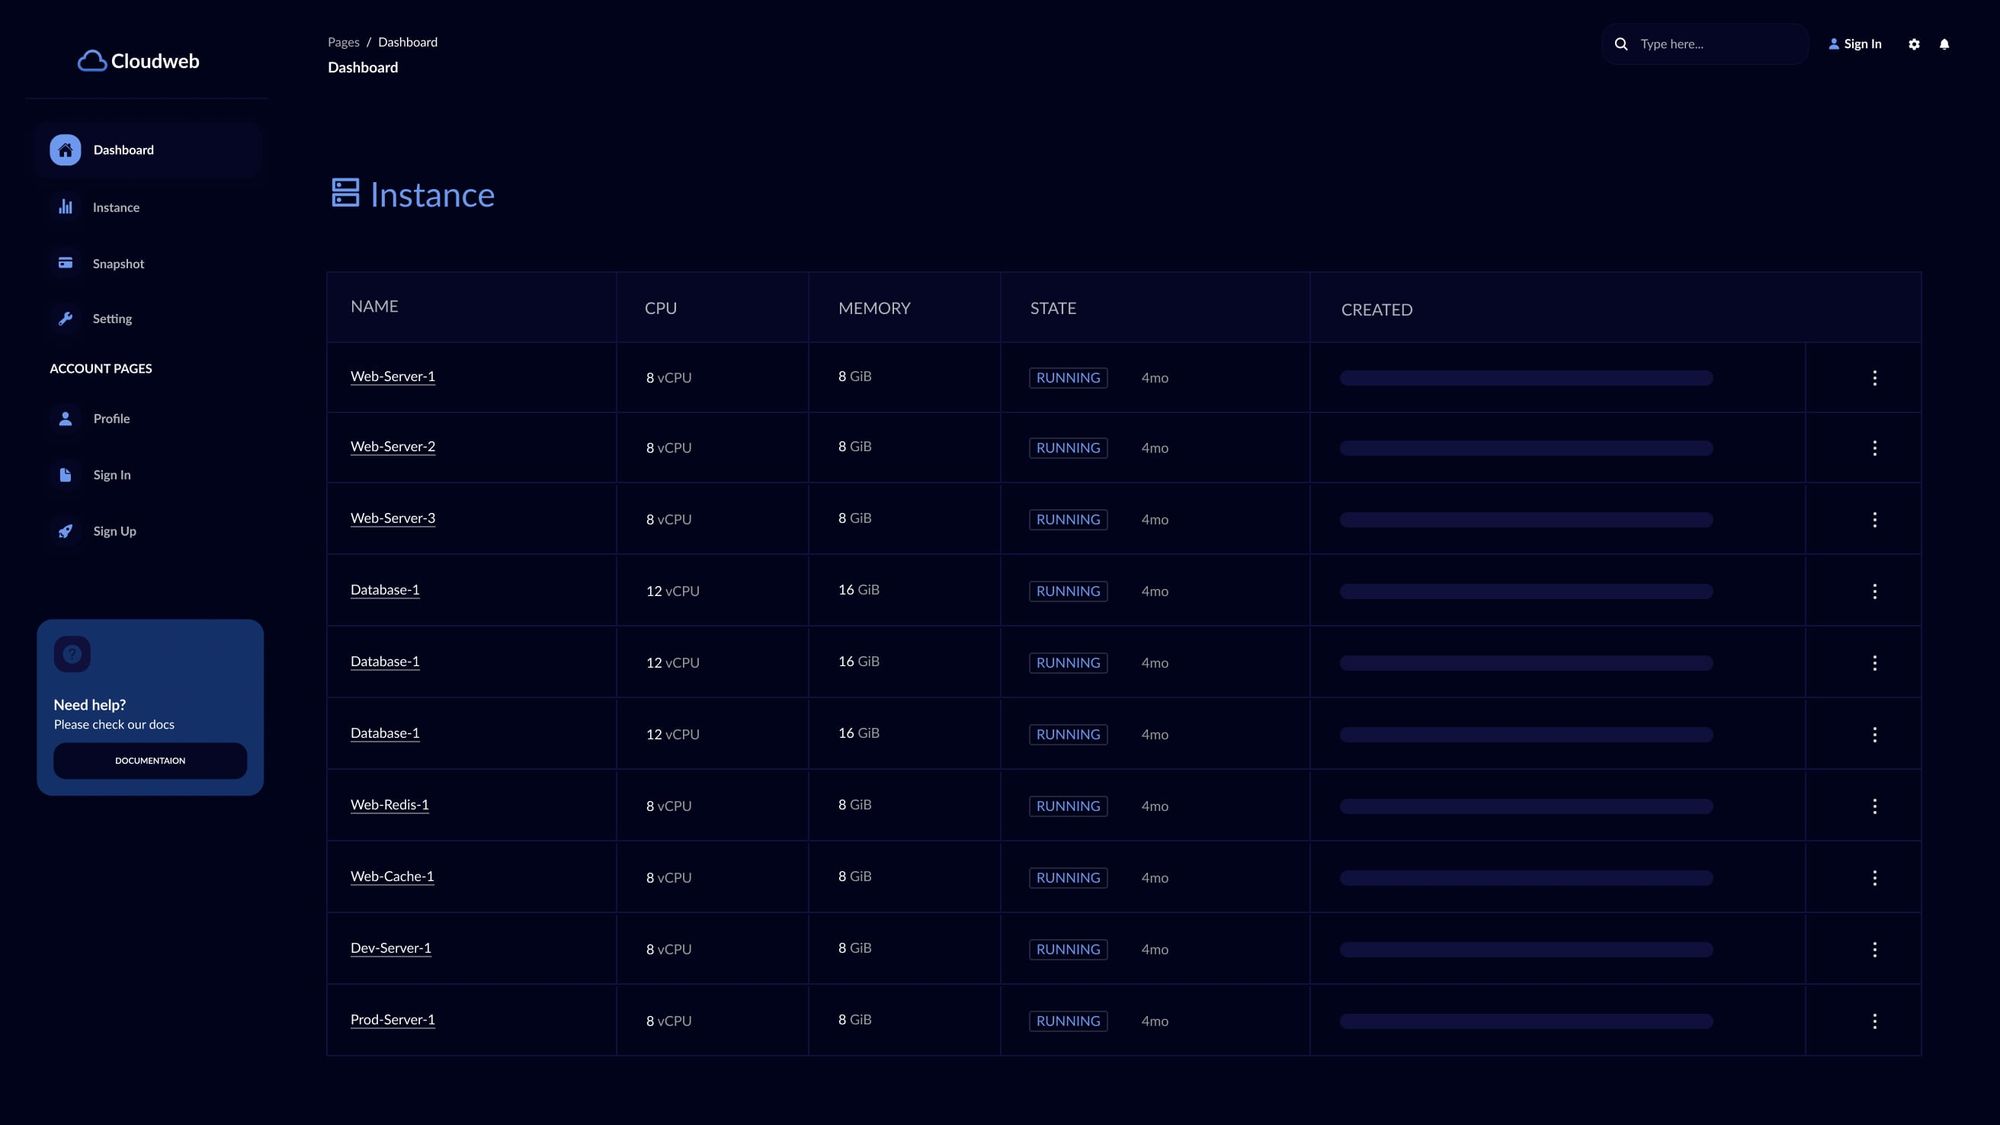 Cloudweb
Pages / Dashboard
Dashboard
Type here...
Sign In
Dashboard
Instance
Snapshot
Setting
ACCOUNT PAGES
Profile
Sign In
Sign Up
Need help?
Please check our docs
DOCUMENTAION
Instance
NAME CPU MEMORY STATE CREATED
Web-Server-1 8 vCPU 8 GiB RUNNING 4mo
Web-Server-2 8 vCPU 8 GiB RUNNING 4mo
Web-Server-3 8 vCPU 8 GiB RUNNING 4mo
Database-1 12 vCPU 16 GiB RUNNING 4mo
Database-1 12 vCPU 16 GiB RUNNING 4mo
Database-1 12 vCPU 16 GiB RUNNING 4mo
Web-Redis-1 8 vCPU 8 GiB RUNNING 4mo
Web-Cache-1 8 vCPU 8 GiB RUNNING 4mo
Dev-Server-1 8 vCPU 8 GiB RUNNING 4mo
Prod-Server-1 8 vCPU 8 GiB RUNNING 4mo